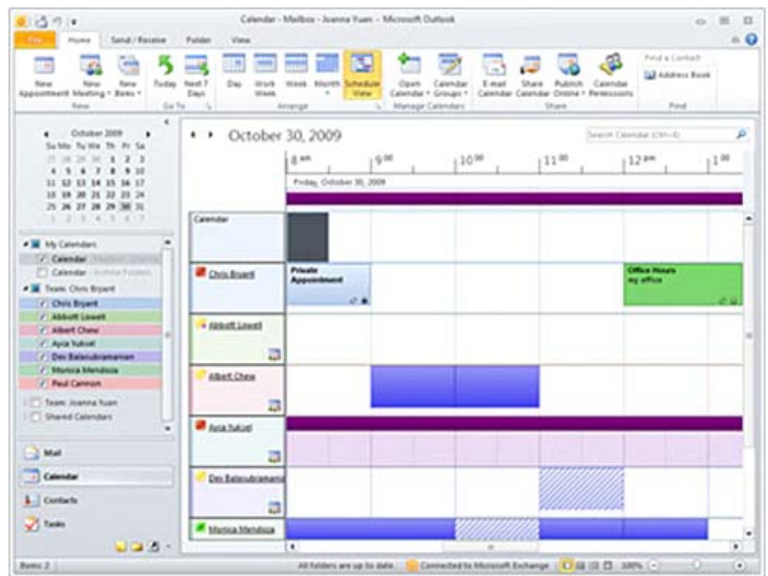 Calendar - Mailbox - Joanna Yuan - Microsoft Outlook
File Home Send / Receive Folder View
New Appointment
New Meeting
New Items
Today
Next 7 Days
Day
Work Week
Week
Month
Schedule View
Open Calendar
Calendar Groups
E-mail Calendar
Share Calendar
Publish Online
Calendar Permissions
Find a Contact
Address Book
New Go To Arrange Manage Calendars Share Find
October 2009
Su Mo Tu We Th Fr Sa
27 28 29 30 1 2 3
4 5 6 7 8 9 10
11 12 13 14 15 16 17
18 19 20 21 22 23 24
25 26 27 28 29 30 31
1 2 3 4 5 6 7
My Calendars
Calendar - Mailbox - Joanna
Calendar - Archive Folders
Team: Chris Bryant
Chris Bryant
Abbott Lowell
Albert Chew
Ayca Yuksel
Dev Balasubramanian
Monica Mendoza
Paul Cannon
Team: Joanna Yuan
Shared Calendars
Mail
Calendar
Contacts
Tasks
October 30, 2009
Search Calendar (Ctrl+E)
8 am 9 00 10 00 11 00 12 pm 1 00
Friday, October 30, 2009
Calendar
Chris Bryant
Private Appointment
Office Hours
my office
Abbott Lowell
Albert Chew
Ayca Yuksel
Dev Balasubramania
Monica Mendoza
Items: 2
All folders are up to date.
Connected to Microsoft Exchange
100%